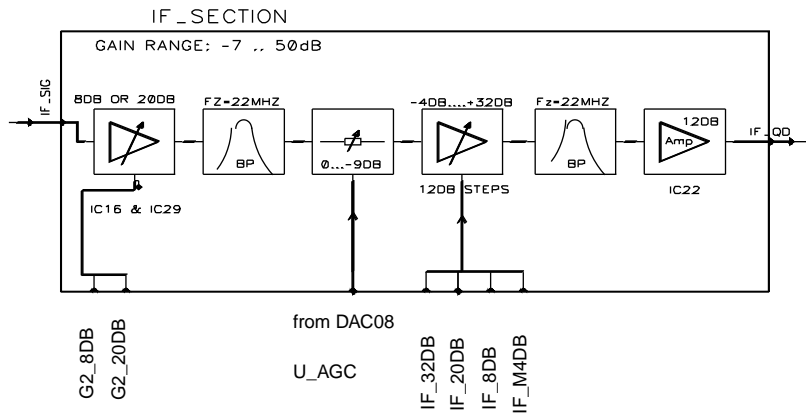 IF_SECTION
GAIN RANGE: -7 .. 50dB
IF_SIG
8DB OR 20DB
FZ=22MHZ
-4DB....+32DB
Fz=22MHZ
12DB
IF_QD
BP
0...-9DB
BP
Amp
IC16 & IC29
12DB STEPS
IC22
G2_8DB
G2_20DB
from DAC08
U_AGC
IF_32DB
IF_20DB
IF_8DB
IF_M4DB